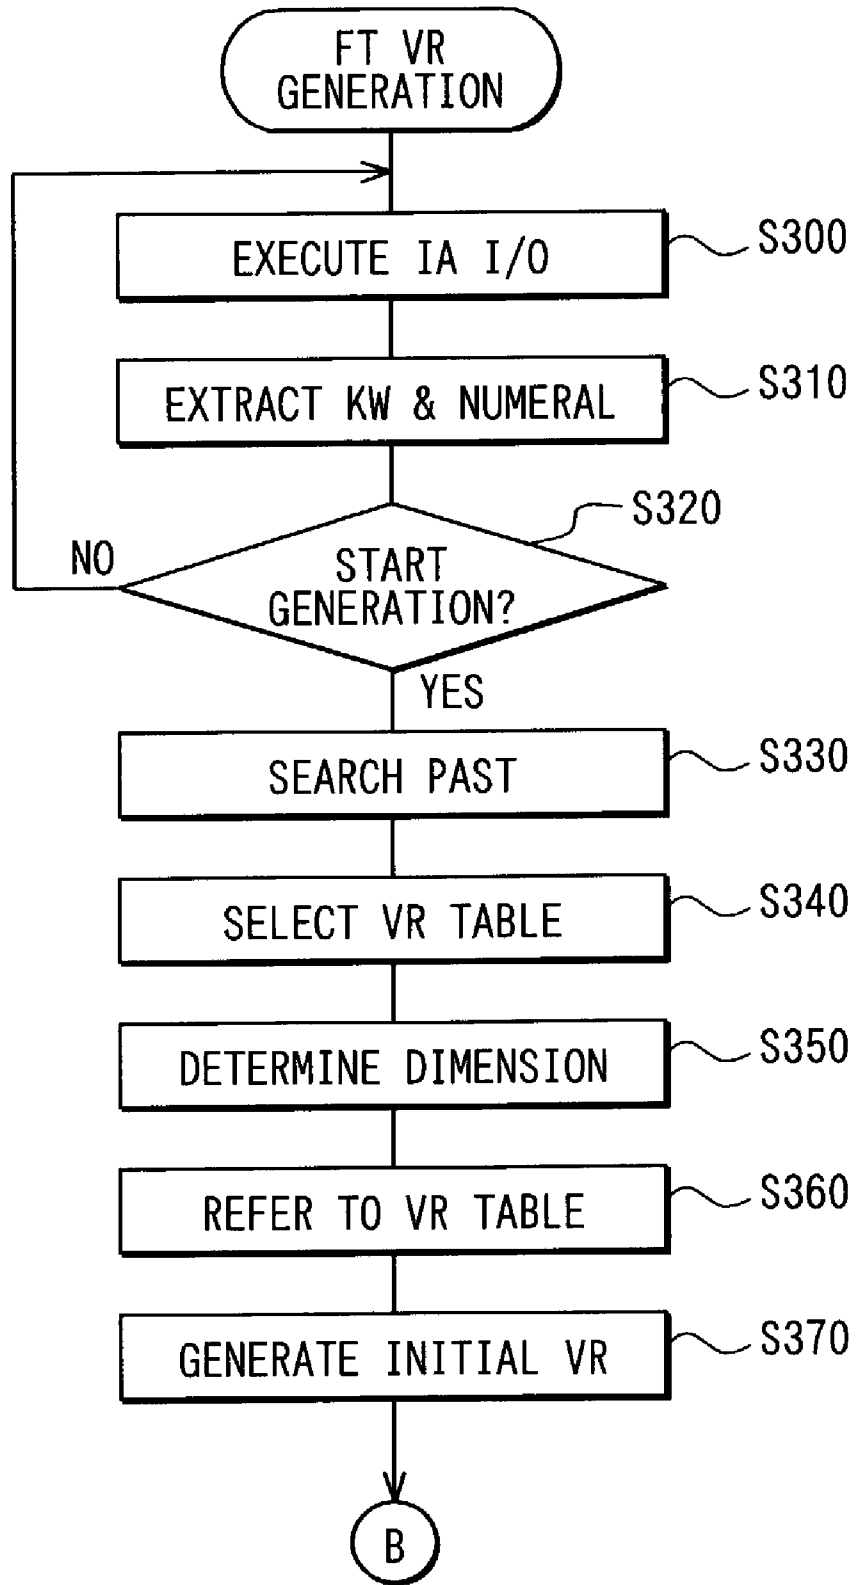 FT VR
GENERATION
EXECUTE IA I/O
S300
EXTRACT KW & NUMERAL
S310
S320
NO
START
GENERATION?
YES
SEARCH PAST
S330
SELECT VR TABLE
S340
DETERMINE DIMENSION
S350
REFER TO VR TABLE
S360
GENERATE INITIAL VR
S370
B